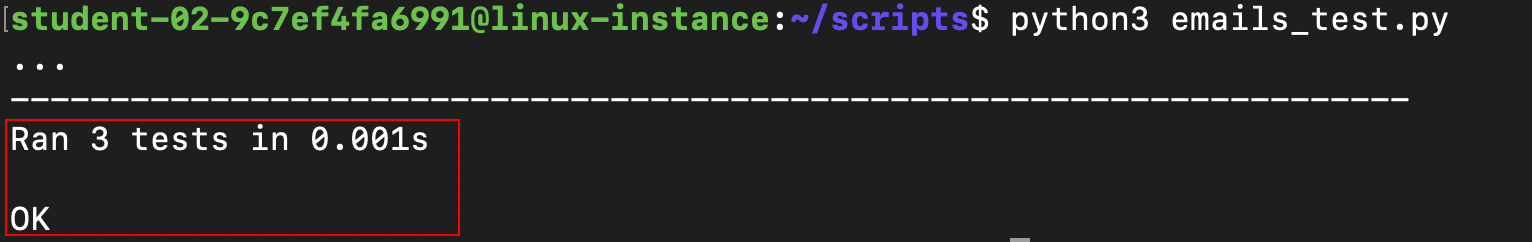 student-02-9c7ef4fa6991@linux-instance:~/scripts$ python3 emails_test.py
...
----------------------------------------------------------------------
Ran 3 tests in 0.001s
OK